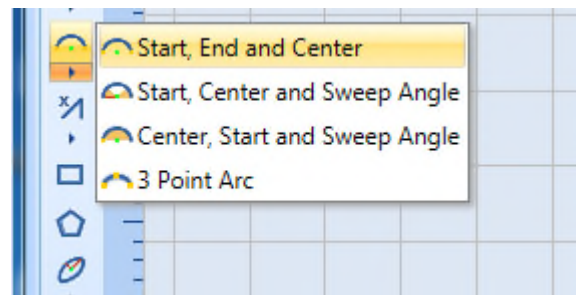 Start, End and Center
Start, Center and Sweep Angle
Center, Start and Sweep Angle
3 Point Arc